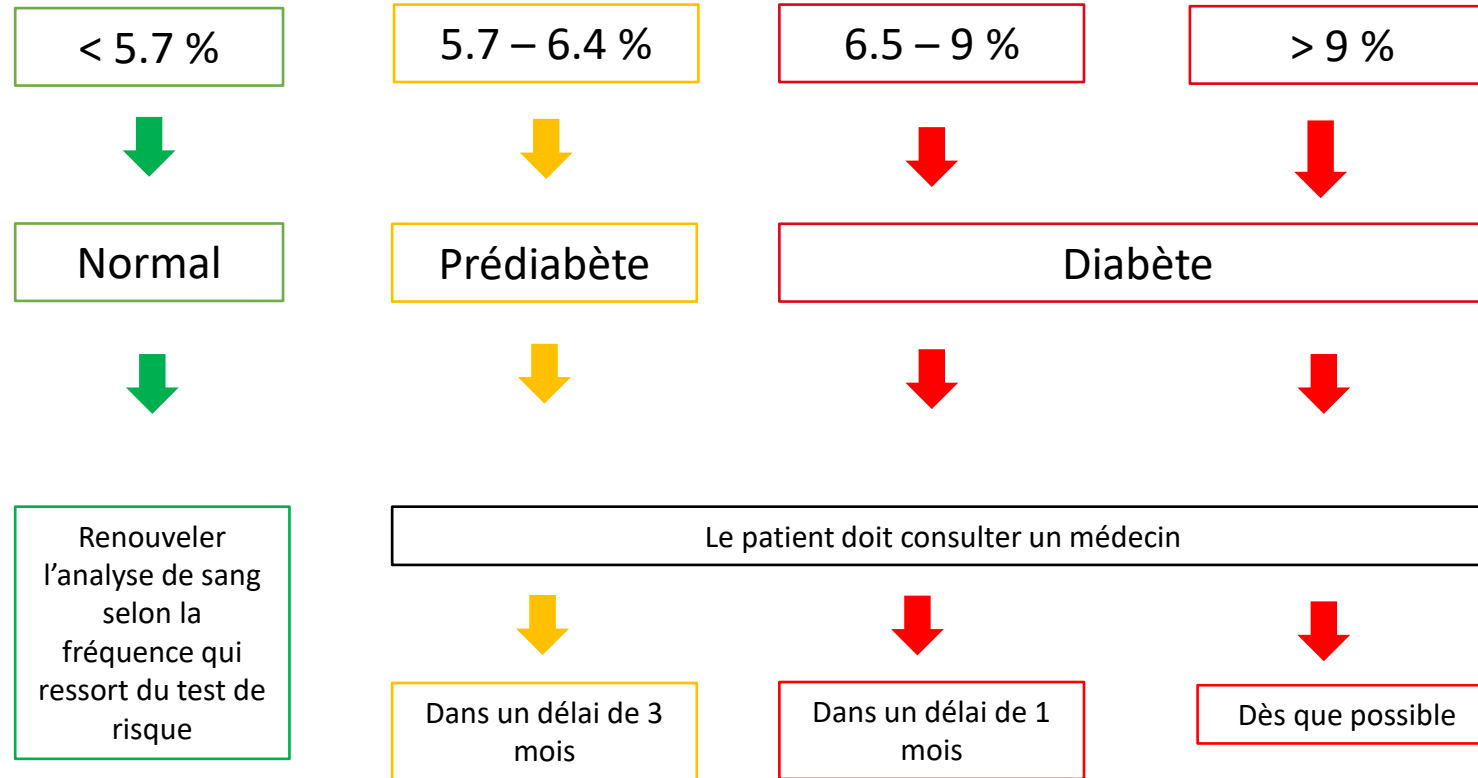 < 5.7 %
5.7 – 6.4 %
6.5 – 9 %
> 9 %
Normal
Prédiabète
Diabète
Renouveler
l’analyse de sang
selon la
fréquence qui
ressort du test de
risque
Le patient doit consulter un médecin
Dans un délai de 3
mois
Dans un délai de 1
mois
Dès que possible